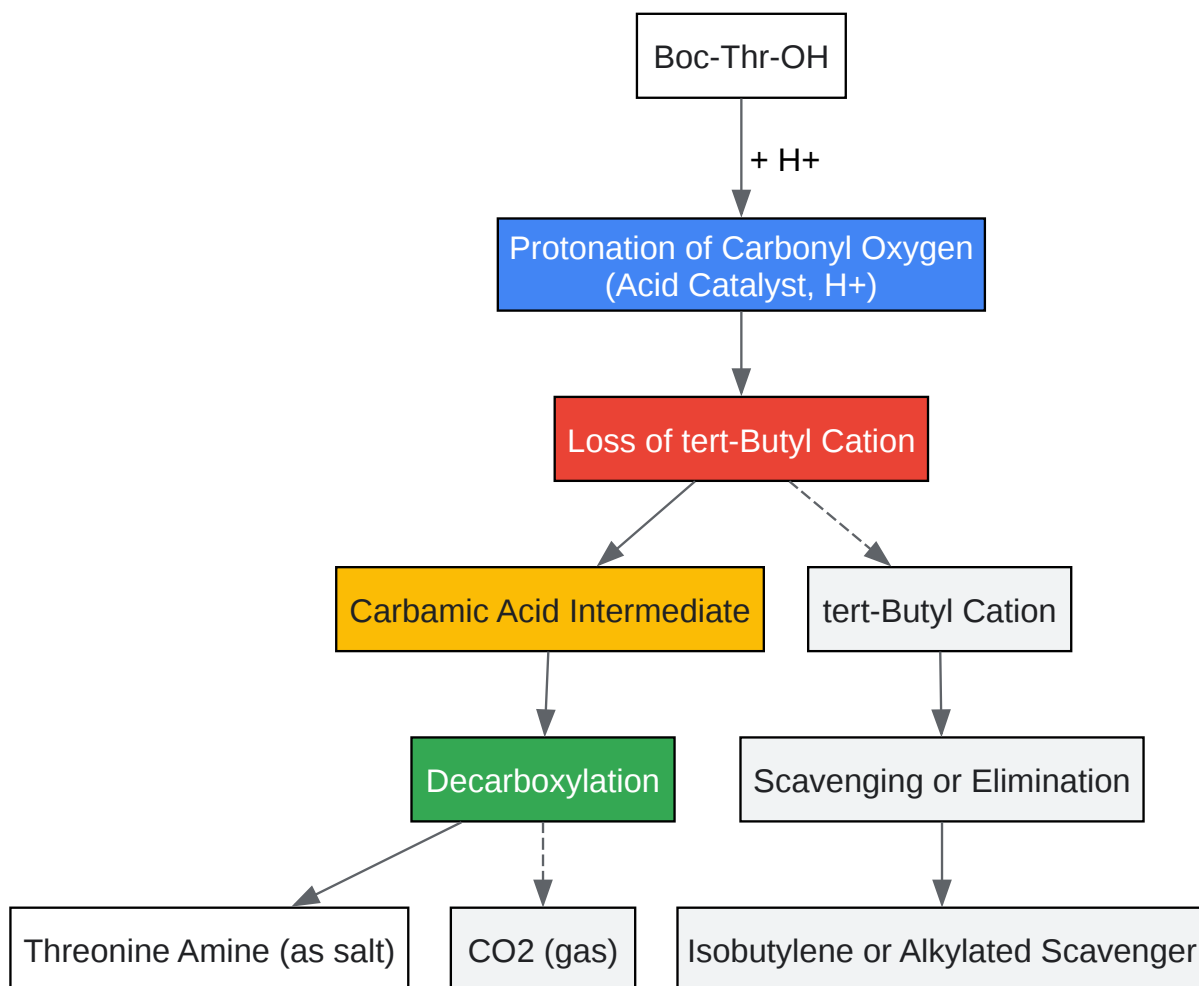 Boc-Thr-OH
+ H+
Protonation of Carbonyl Oxygen
(Acid Catalyst, H+)
Loss of tert-Butyl Cation
Carbamic Acid Intermediate
tert-Butyl Cation
Decarboxylation
Scavenging or Elimination
Threonine Amine (as salt)
CO2 (gas)
Isobutylene or Alkylated Scavenger